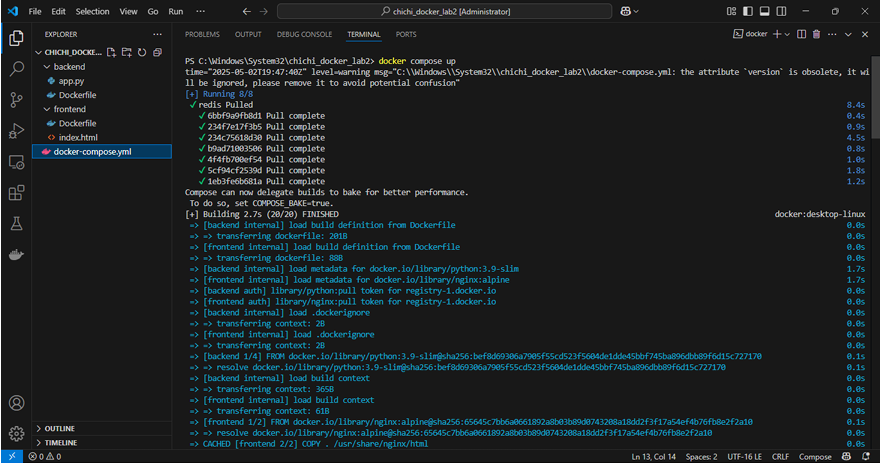 File Edit Selection View Go Run ... chichi_docker_lab2 [Administrator]
EXPLORER ...
CHICHI_DOCKE...
backend
app.py
Dockerfile
frontend
Dockerfile
index.html
docker-compose.yml
OUTLINE
TIMELINE
PROBLEMS OUTPUT DEBUG CONSOLE TERMINAL PORTS docker
PS C:\Windows\System32\chichi_docker_lab2> docker compose up
time="2025-05-02T19:47:40Z" level=warning msg="C:\\Windows\\System32\\chichi_docker_lab2\\docker-compose.yml: the attribute `version` is obsolete, it wi
ll be ignored, please remove it to avoid potential confusion"
[+] Running 8/8
✔redis Pulled 8.4s
✔6bbf9a9fb8d1 Pull complete 0.4s
✔234f7e17f3b5 Pull complete 0.9s
✔234c75618d30 Pull complete 4.5s
✔b9ad71003506 Pull complete 0.8s
✔4f4fb700ef54 Pull complete 1.0s
✔5cf94cf2539d Pull complete 1.8s
✔1eb3fe6b681a Pull complete 1.2s
Compose can now delegate builds to bake for better performance.
To do so, set COMPOSE_BAKE=true.
[+] Building 2.7s (20/20) FINISHED docker:desktop-linux
=> [backend internal] load build definition from Dockerfile 0.0s
=> => transferring dockerfile: 201B 0.0s
=> [frontend internal] load build definition from Dockerfile 0.0s
=> => transferring dockerfile: 88B 0.0s
=> [backend internal] load metadata for docker.io/library/python:3.9-slim 1.7s
=> [frontend internal] load metadata for docker.io/library/nginx:alpine 1.7s
=> [backend auth] library/python:pull token for registry-1.docker.io 0.0s
=> [frontend auth] library/nginx:pull token for registry-1.docker.io 0.0s
=> [backend internal] load .dockerignore 0.0s
=> => transferring context: 2B 0.0s
=> [frontend internal] load .dockerignore 0.0s
=> => transferring context: 2B 0.0s
=> [backend 1/4] FROM docker.io/library/python:3.9-slim@sha256:bef8d69306a7905f55cd523f5604de1dde45bbf745ba896dbb89f6d15c727170 0.1s
=> => resolve docker.io/library/python:3.9-slim@sha256:bef8d69306a7905f55cd523f5604de1dde45bbf745ba896dbb89f6d15c727170 0.1s
=> [backend internal] load build context 0.0s
=> => transferring context: 365B 0.0s
=> [frontend internal] load build context 0.0s
=> => transferring context: 61B 0.0s
=> [frontend 1/2] FROM docker.io/library/nginx:alpine@sha256:65645c7bb6a0661892a8b03b89d0743208a18dd2f3f17a54ef4b76fb8e2f2a10 0.1s
=> => resolve docker.io/library/nginx:alpine@sha256:65645c7bb6a0661892a8b03b89d0743208a18dd2f3f17a54ef4b76fb8e2f2a10 0.0s
=> CACHED [frontend 2/2] COPY . /usr/share/nginx/html 0.0s
0 0 Ln 13, Col 14 Spaces: 2 UTF-16 LE CRLF Compose